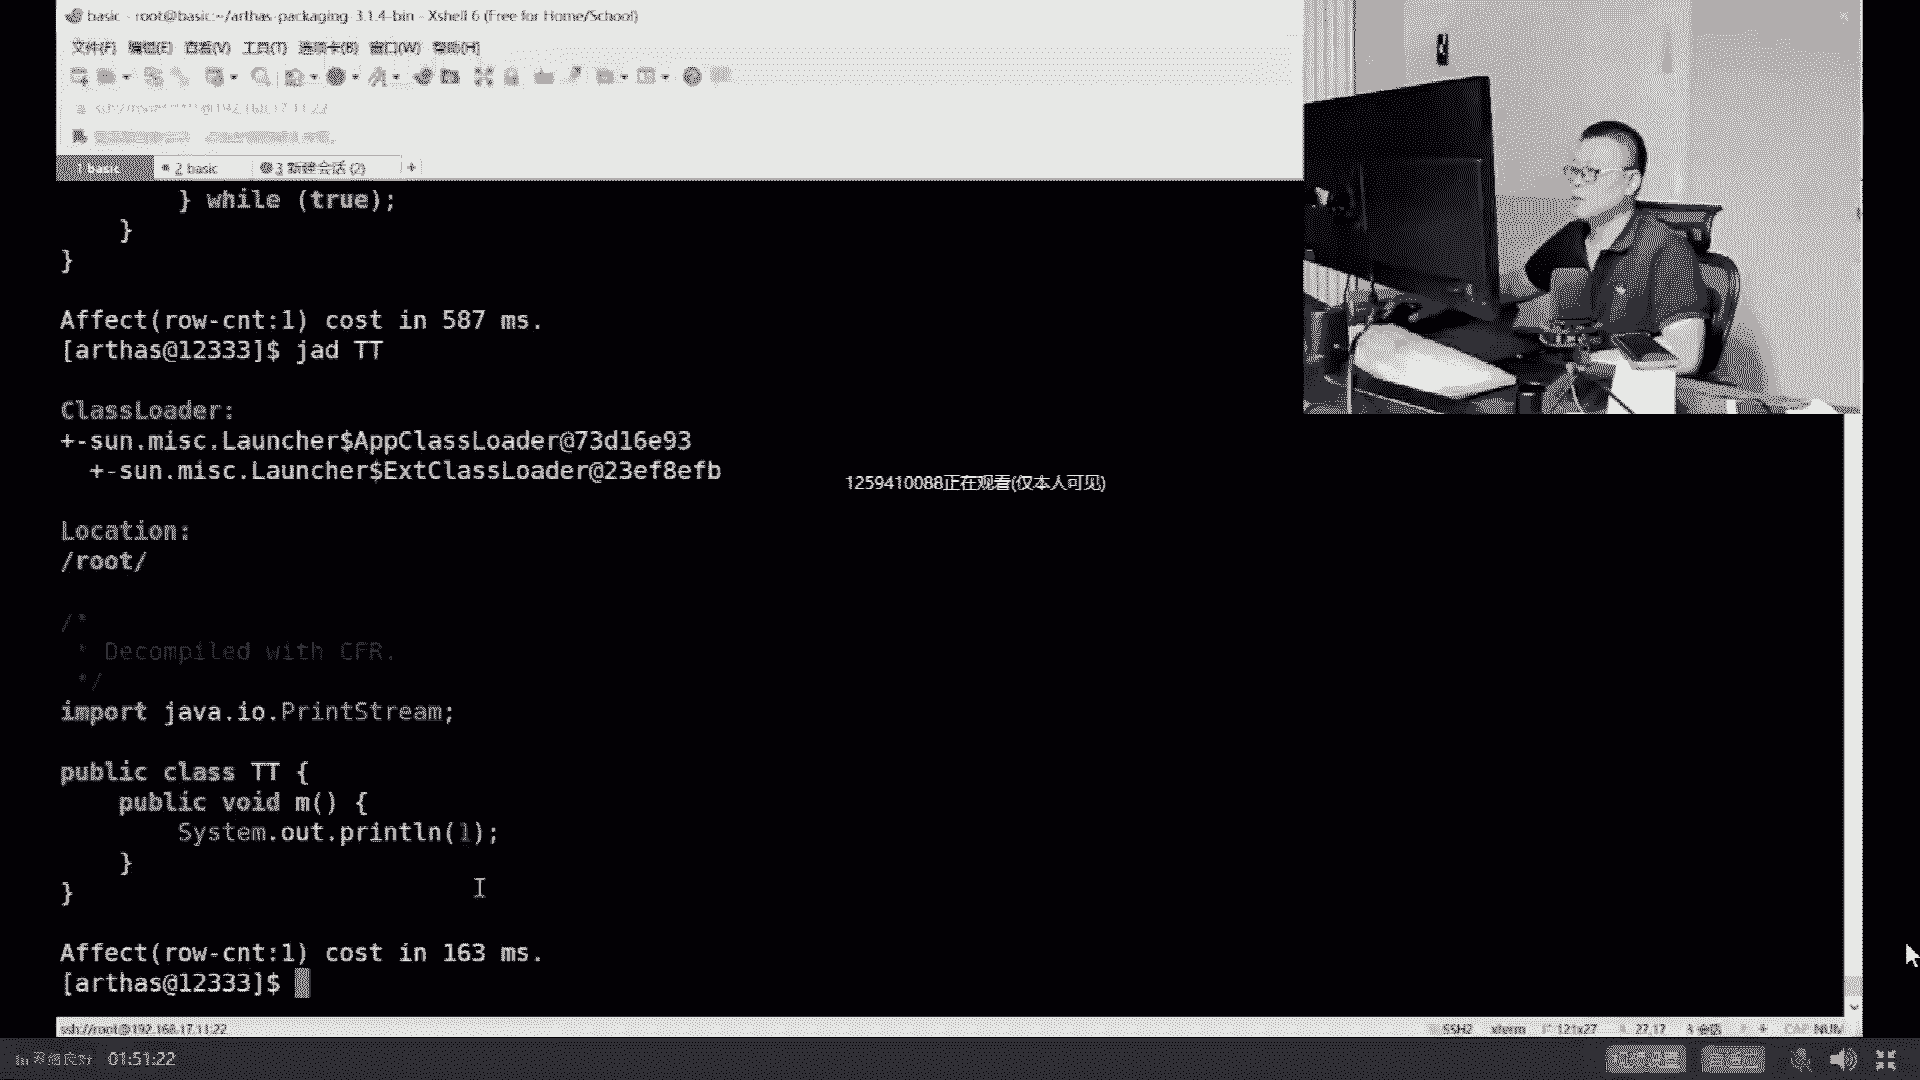 basic - root@basic:~/arthas-packaging-3.1.4-bin - Xshell 6 (Free for Home/School)
文件(F) 编辑(E) 查看(V) 工具(T) 选项卡(B) 窗口(W) 帮助(H)
1 basic
2 basic
3 新建会话 (2)
+
        } while (true);
    }
}
Affect(row-cnt:1) cost in 587 ms.
[arthas@12333]$ jad TT
ClassLoader:
+-sun.misc.Launcher$AppClassLoader@73d16e93
  +-sun.misc.Launcher$ExtClassLoader@23ef8efb
1259410088正在观看(仅本人可见)
Location:
/root/
/*
 * Decompiled with CFR.
 */
import java.io.PrintStream;
public class TT {
    public void m() {
        System.out.println(1);
    }
}
Affect(row-cnt:1) cost in 163 ms.
[arthas@12333]$
ssh://root@192.168.17.11:22
SSH2 xterm 121x27 27,17 3 会话 CAP NUM
网络良好 01:51:22